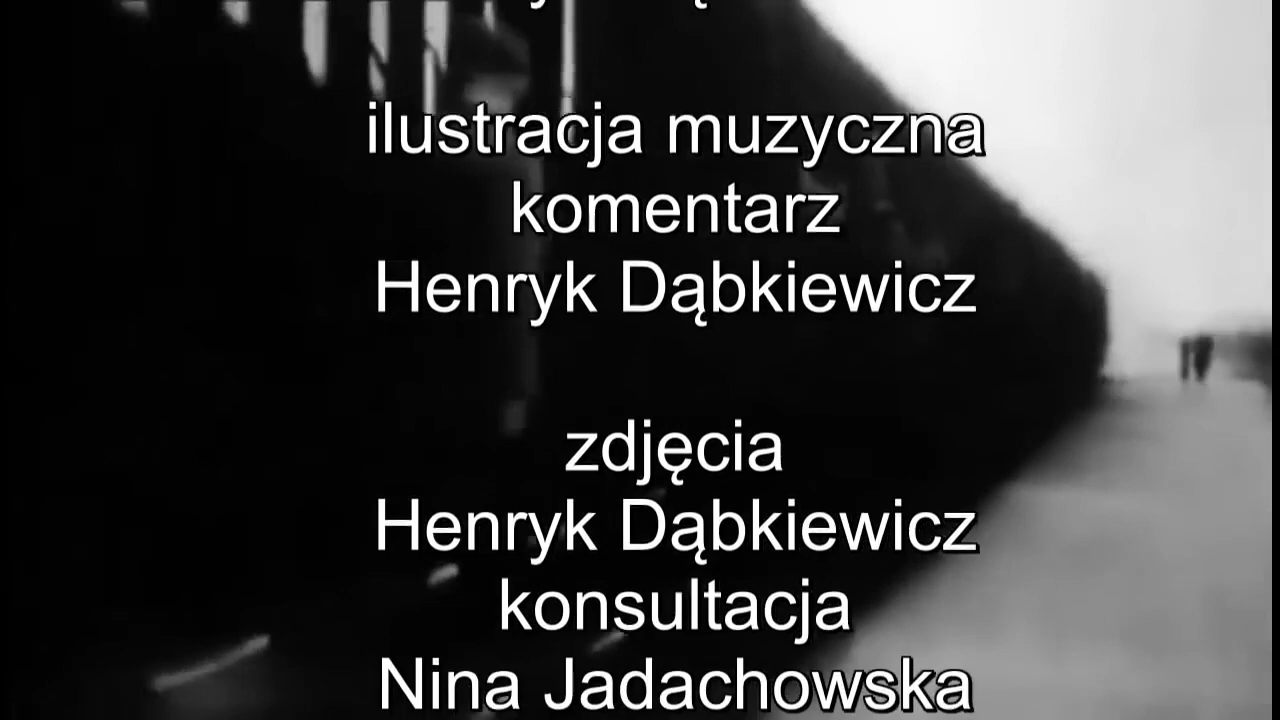 ilustracja muzyczna
komentarz
Henryk Dąbkiewicz
zdjęcia
Henryk Dąbkiewicz
konsultacja
Nina Jadachowska